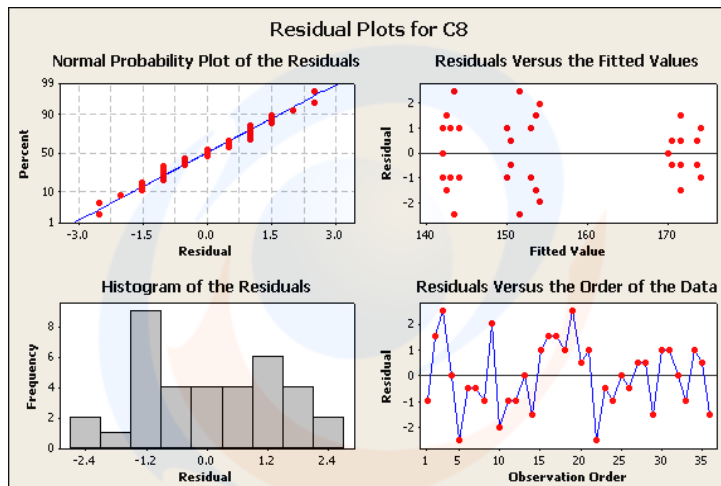 Residual Plots for C8
Normal Probability Plot of the Residuals
99
90
50
10
1
Percent
-3.0 -1.5 0.0 1.5 3.0
Residual
Residuals Versus the Fitted Values
2
1
0
-1
-2
Residual
140 150 160 170
Fitted Value
Histogram of the Residuals
8
6
4
2
0
Frequency
-2.4 -1.2 0.0 1.2 2.4
Residual
Residuals Versus the Order of the Data
2
1
0
-1
-2
Residual
1 5 10 15 20 25 30 35
Observation Order